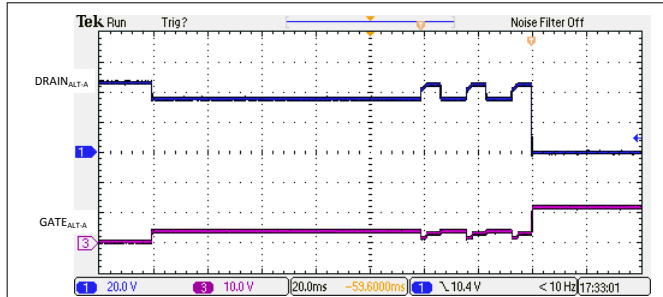 Tek Run Trig? Noise Filter Off
T
T
DRAINALT-A
1
GATEALT-A
3
1 20.0 V 3 10.0 V 20.0ms −59.6000ms 1 \ 10.4 V < 10 Hz 17:33:01